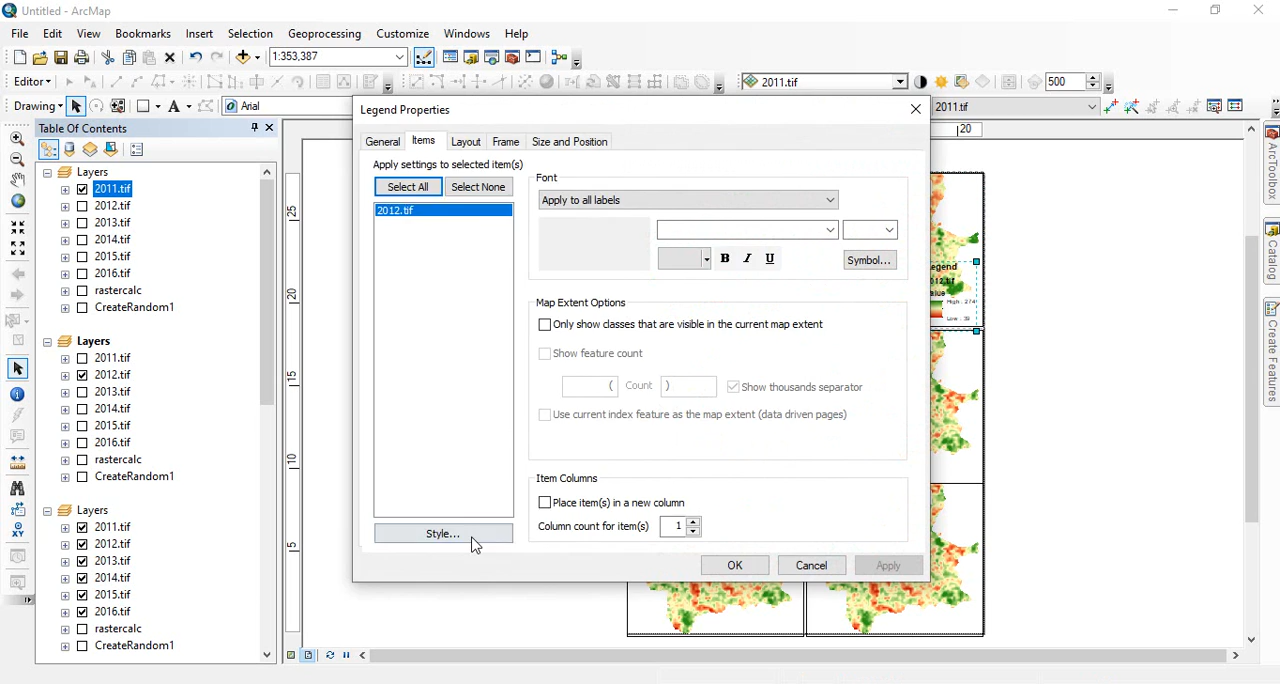 Untitled - ArcMap
File Edit View Bookmarks Insert Selection Geoprocessing Customize Windows Help
1:353,387
Editor 2011.tif 500
Drawing A Arial 2011.tif
Table Of Contents
Layers
2011.tif
2012.tif
2013.tif
2014.tif
2015.tif
2016.tif
rastercalc
CreateRandom1
Layers
2011.tif
2012.tif
2013.tif
2014.tif
2015.tif
2016.tif
rastercalc
CreateRandom1
Layers
2011.tif
2012.tif
2013.tif
2014.tif
2015.tif
2016.tif
rastercalc
CreateRandom1
Legend Properties
General Items Layout Frame Size and Position
Apply settings to selected item(s)
Select All Select None
2012.tif
Style...
Font
Apply to all labels
B I U
Symbol...
Map Extent Options
Only show classes that are visible in the current map extent
Show feature count
( Count ) Show thousands separator
Use current index feature as the map extent (data driven pages)
Item Columns
Place item(s) in a new column
Column count for item(s) 1
OK Cancel Apply
20
25
20
15
10
5
egend
2012.tif
alue
High : 274
ArcToolbox
Catalog
Create Features
XY